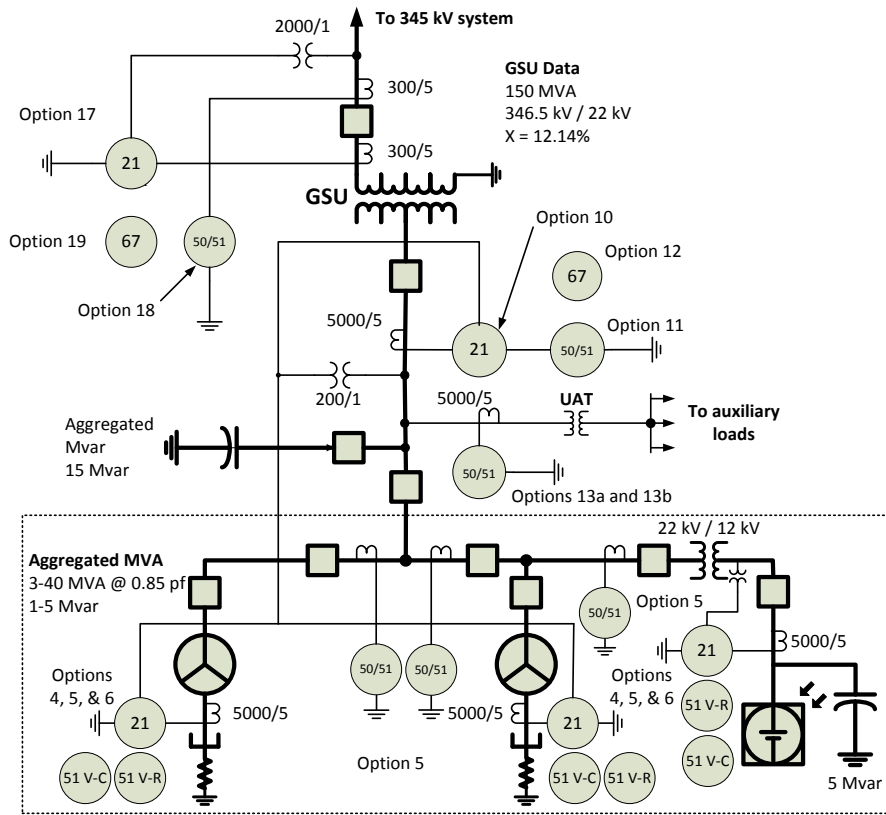 To 345 kV system
2000/1
300/5
GSU Data
150 MVA
346.5 kV / 22 kV
X = 12.14%
Option 17
21
300/5
GSU
Option 10
Option 19
67
50/51
Option 12
67
Option 18
5000/5
Option 11
21
50/51
200/1
5000/5
UAT
To auxiliary
loads
Aggregated
Mvar
15 Mvar
50/51
Options 13a and 13b
22 kV / 12 kV
Aggregated MVA
3-40 MVA @ 0.85 pf
1-5 Mvar
Option 5
50/51
5000/5
21
50/51
50/51
Options
4, 5, & 6
Options
4, 5, & 6
51 V-R
21
5000/5
5000/5
21
51 V-C
51 V-C
51 V-R
Option 5
51 V-C
51 V-R
5 Mvar